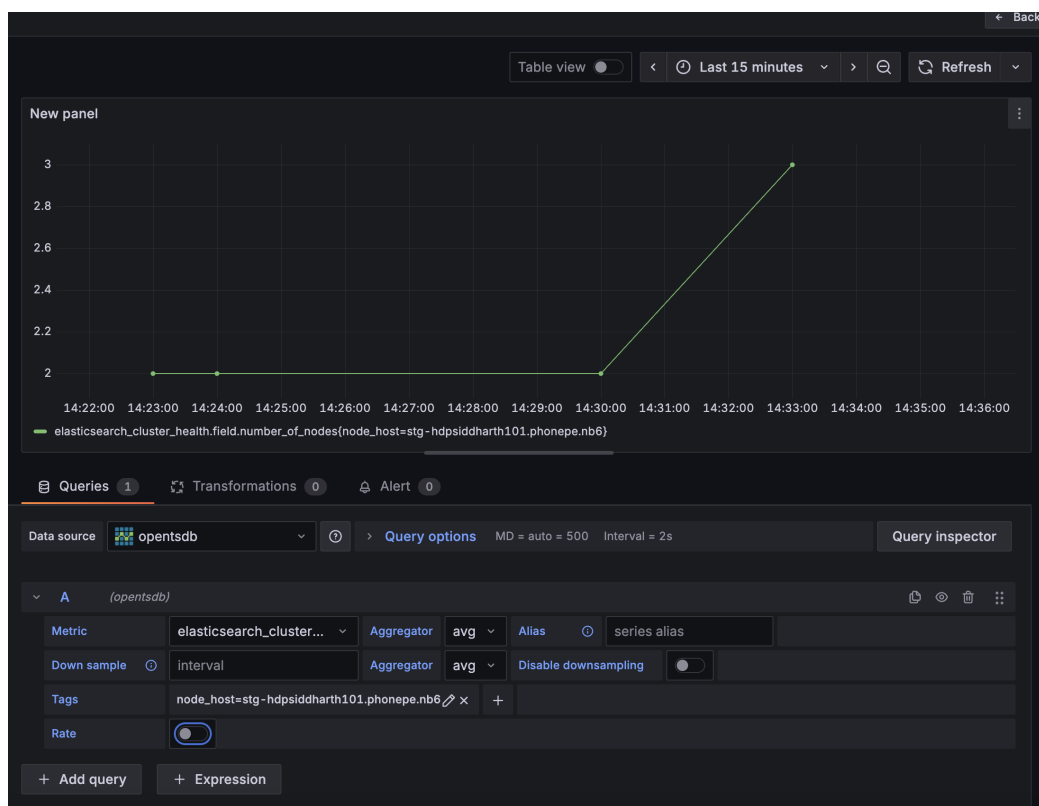 ← Back
Table view
Last 15 minutes
Refresh
New panel
3
2.8
2.6
2.4
2.2
2
14:22:00 14:23:00 14:24:00 14:25:00 14:26:00 14:27:00 14:28:00 14:29:00 14:30:00 14:31:00 14:32:00 14:33:00 14:34:00 14:35:00 14:36:00
elasticsearch_cluster_health.field.number_of_nodes{node_host=stg-hdpsiddharth101.phonepe.nb6}
Queries 1 Transformations 0 Alert 0
Data source opentsdb Query options MD = auto = 500 Interval = 2s Query inspector
A (opentsdb)
Metric elasticsearch_cluster... Aggregator avg Alias series alias
Down sample interval Aggregator avg Disable downsampling
Tags node_host=stg-hdpsiddharth101.phonepe.nb6
Rate
+ Add query + Expression